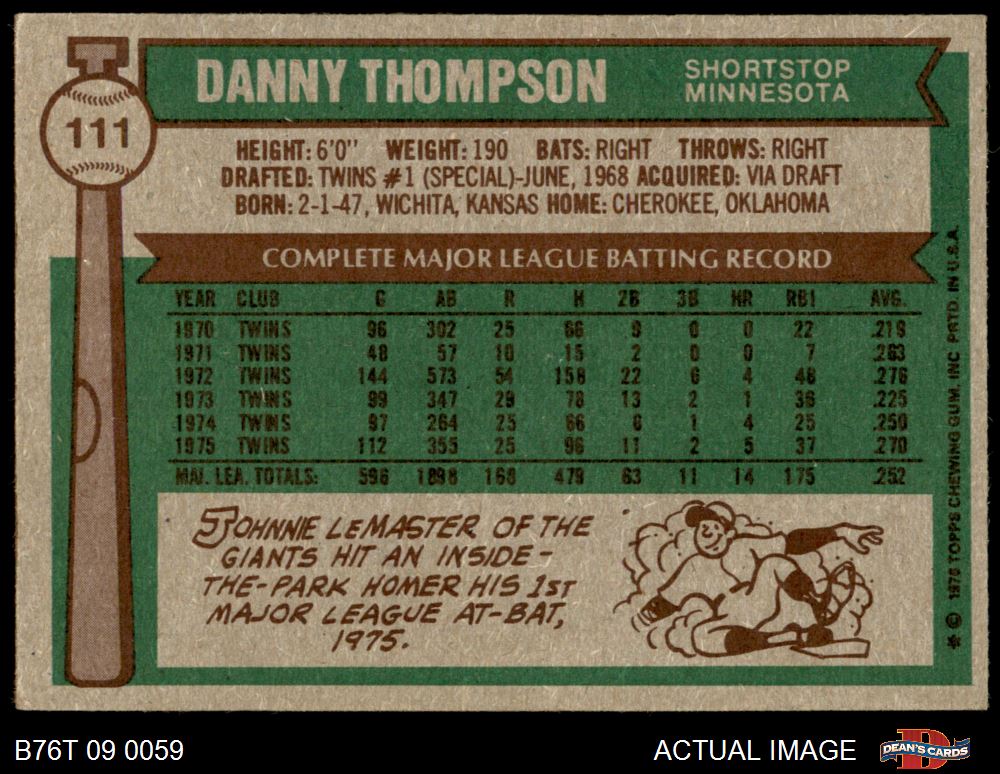 111
DANNY THOMPSON
SHORTSTOP
MINNESOTA
HEIGHT: 6'0" WEIGHT: 190 BATS: RIGHT THROWS: RIGHT
DRAFTED: TWINS #1 (SPECIAL)-JUNE, 1968 ACQUIRED: VIA DRAFT
BORN: 2-1-47, WICHITA, KANSAS HOME: CHEROKEE, OKLAHOMA
COMPLETE MAJOR LEAGUE BATTING RECORD
YEAR CLUB G AB R H 2B 3B HR RBI AVG.
1970 TWINS 96 302 25 66 9 0 0 22 .219
1971 TWINS 48 57 10 15 2 0 0 7 .263
1972 TWINS 144 573 54 158 22 6 4 48 .276
1973 TWINS 99 347 29 78 13 2 1 36 .225
1974 TWINS 97 264 25 66 6 1 4 25 .250
1975 TWINS 112 355 25 96 11 2 5 37 .270
MAJ. LEA. TOTALS: 596 1898 168 479 63 11 14 175 .252
JOHNNIE LEMASTER OF THE
GIANTS HIT AN INSIDE-
THE-PARK HOMER HIS 1ST
MAJOR LEAGUE AT-BAT,
1975.
✻ © 1976 TOPPS CHEWING GUM, INC. PRTD. IN U.S.A.
B76T 09 0059
ACTUAL IMAGE
DEAN'S CARDS